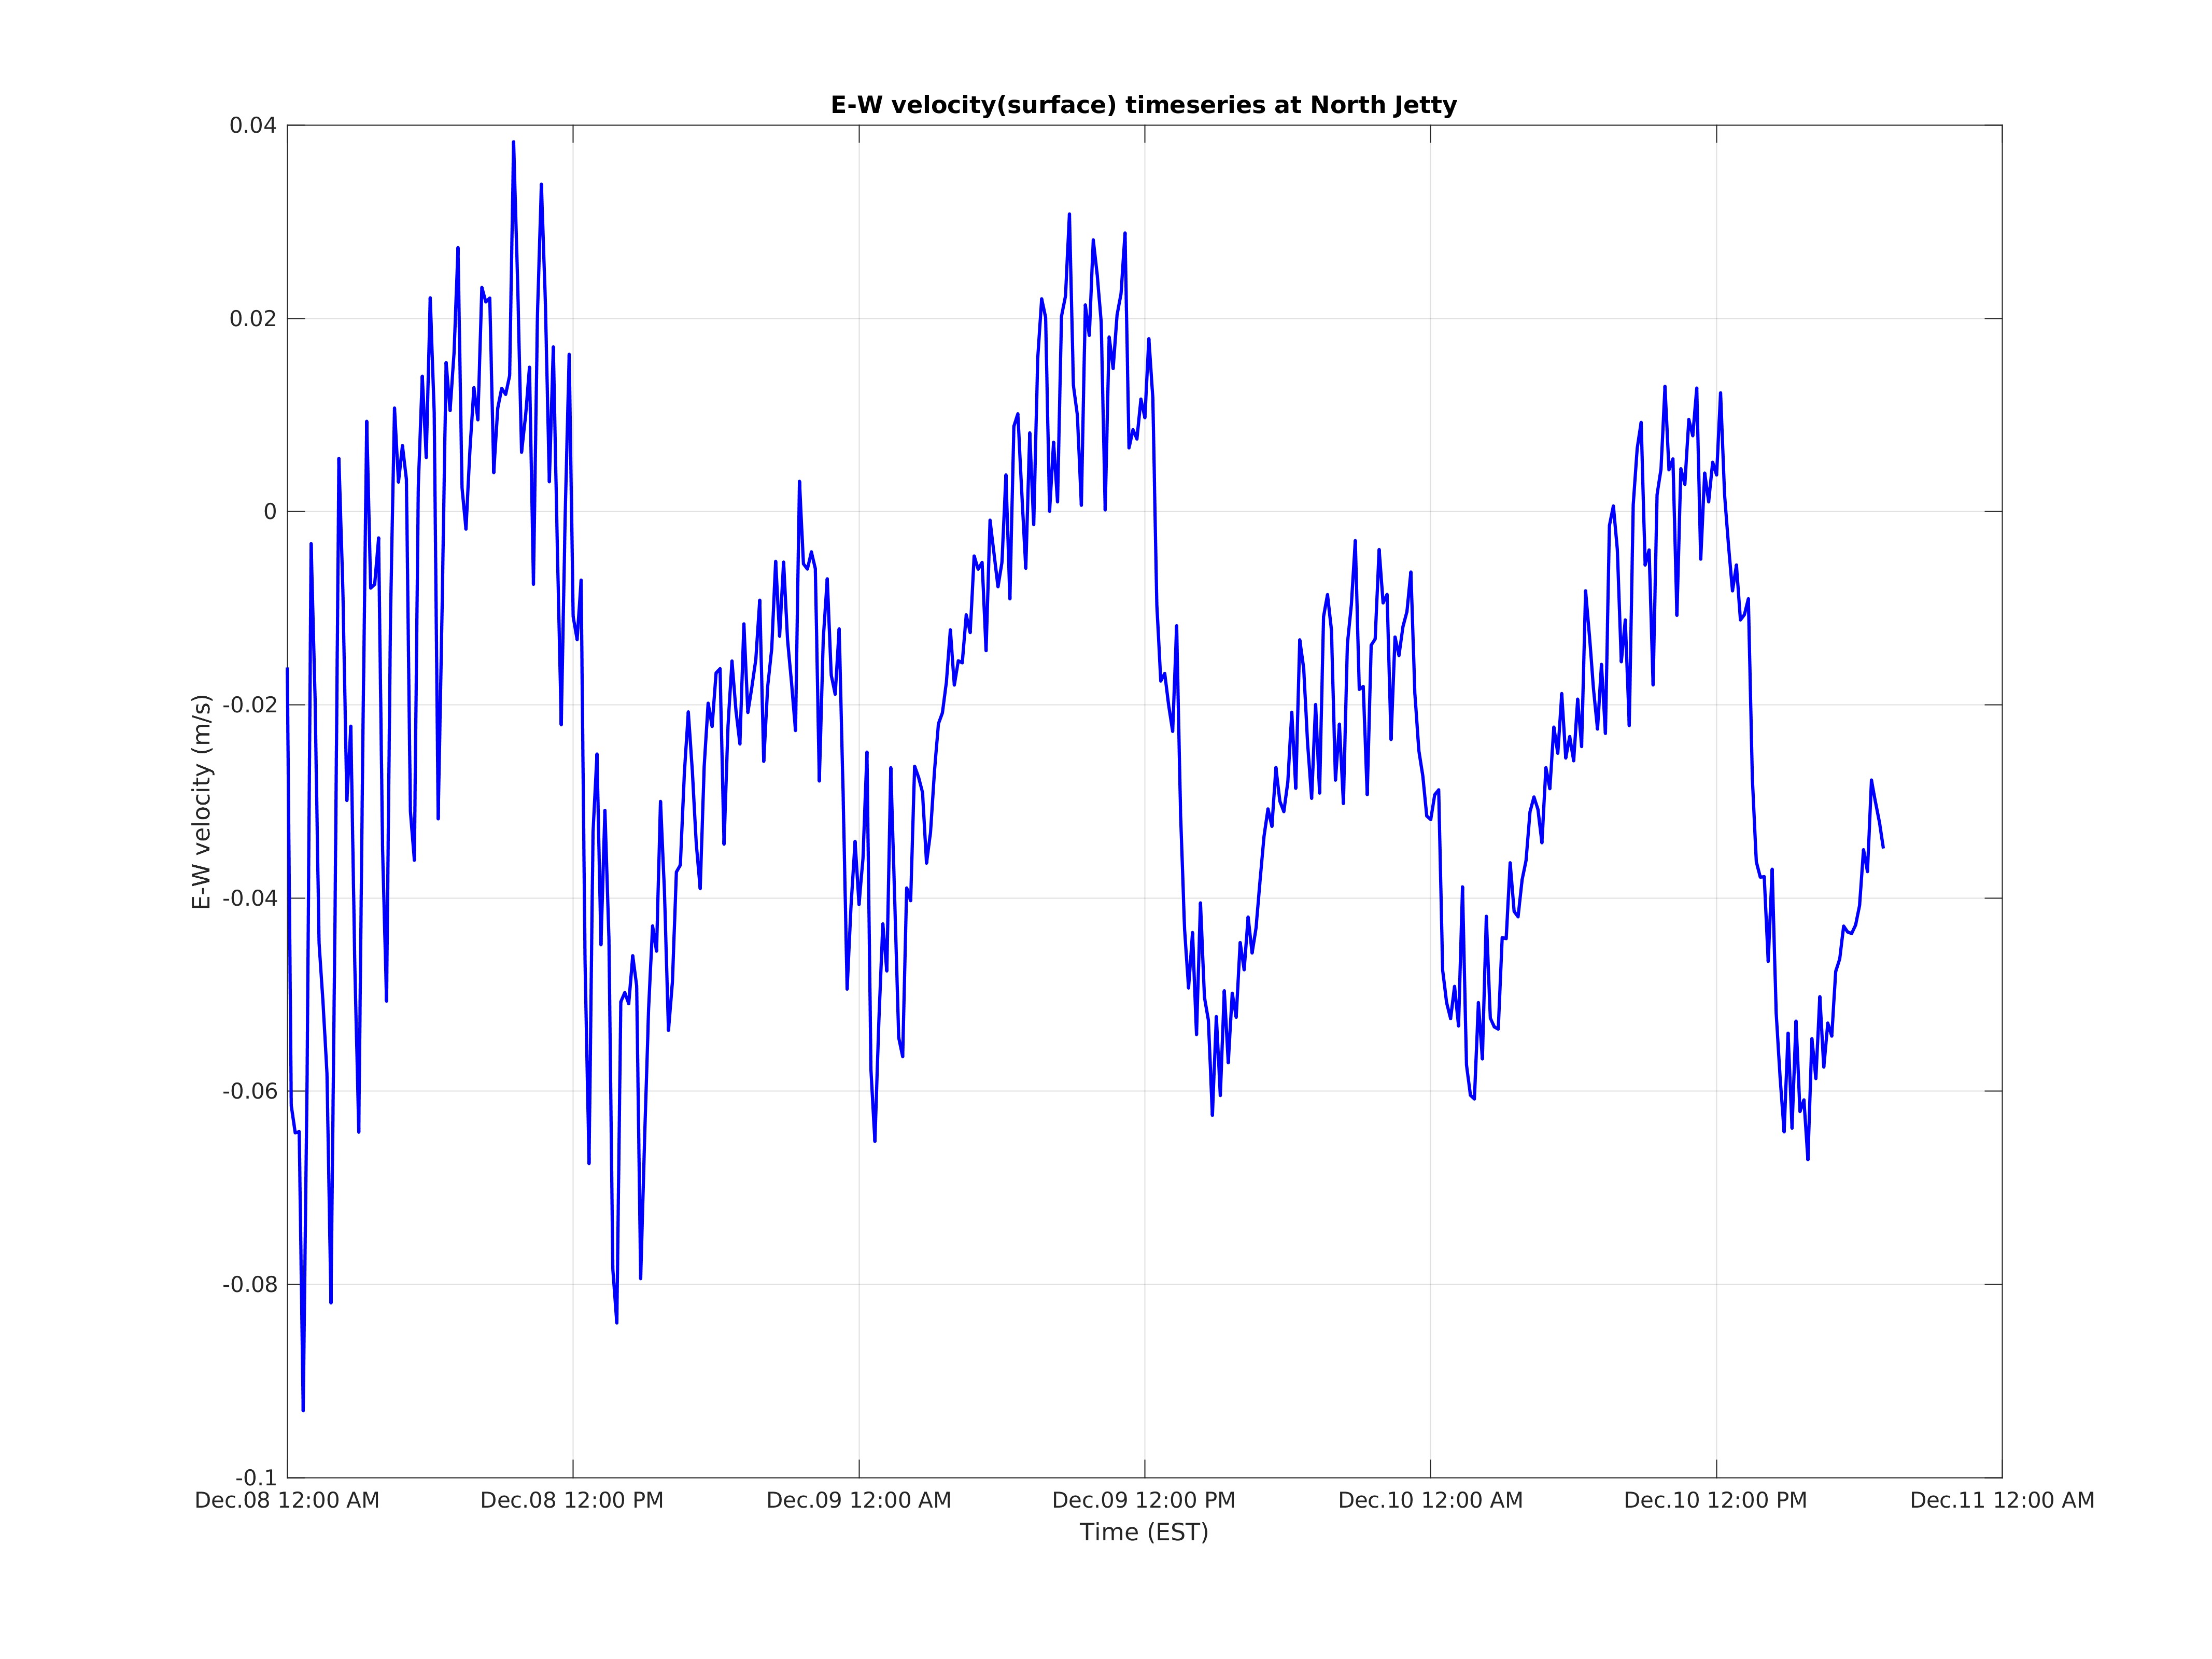 E-W velocity(surface) timeseries at North Jetty
0.04
0.02
0
-0.02
-0.04
-0.06
-0.08
-0.1
E-W velocity (m/s)
Dec.08 12:00 AM Dec.08 12:00 PM Dec.09 12:00 AM Dec.09 12:00 PM Dec.10 12:00 AM Dec.10 12:00 PM Dec.11 12:00 AM
Time (EST)